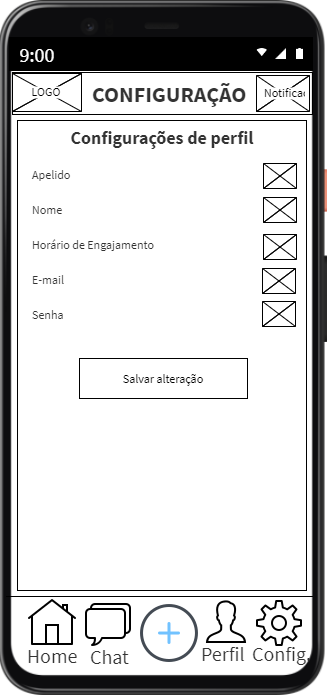 9:00
LOGO
CONFIGURAÇÃO
Notifica
Configurações de perfil
Apelido
Nome
Horário de Engajamento
E-mail
Senha
Salvar alteração
Home
Chat
Perfil
Config.